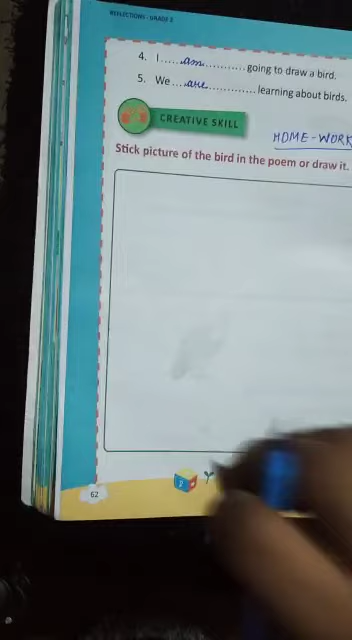 REFLECTIONS - GRADE 2
4. I ......am............ going to draw a bird.
5. We ....are.............. learning about birds.
CREATIVE SKILL
HOME-WORK
Stick picture of the bird in the poem or draw it.
62